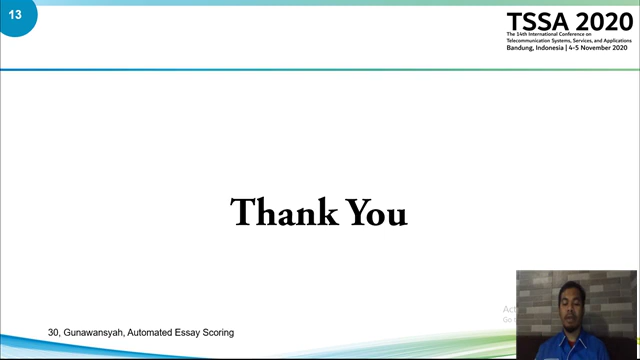 13
TSSA 2020
The 14th International Conference on
Telecommunication Systems, Services, and Applications
Bandung, Indonesia | 4-5 November 2020
Thank You
30, Gunawansyah, Automated Essay Scoring